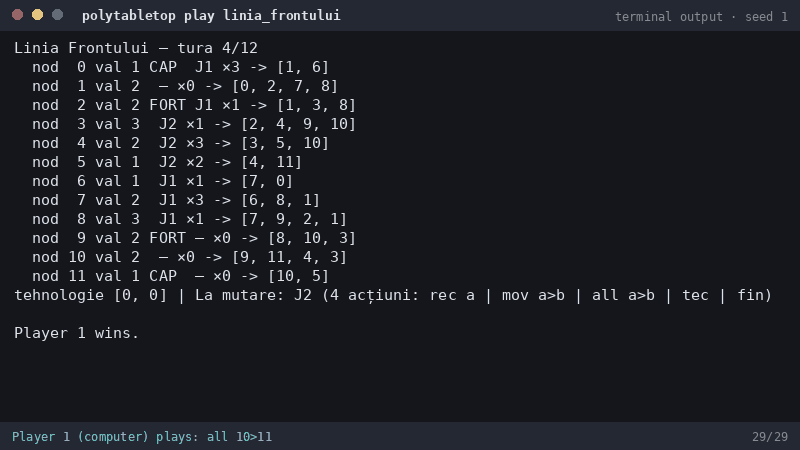 polytabletop play linia_frontului
terminal output · seed 1
Linia Frontului — tura 4/12
nod 0 val 1 CAP J1 ×3 -> [1, 6]
nod 1 val 2 — ×0 -> [0, 2, 7, 8]
nod 2 val 2 FORT J1 ×1 -> [1, 3, 8]
nod 3 val 3 J2 ×1 -> [2, 4, 9, 10]
nod 4 val 2 J2 ×3 -> [3, 5, 10]
nod 5 val 1 J2 ×2 -> [4, 11]
nod 6 val 1 J1 ×1 -> [7, 0]
nod 7 val 2 J1 ×3 -> [6, 8, 1]
nod 8 val 3 J1 ×1 -> [7, 9, 2, 1]
nod 9 val 2 FORT — ×0 -> [8, 10, 3]
nod 10 val 2 — ×0 -> [9, 11, 4, 3]
nod 11 val 1 CAP — ×0 -> [10, 5]
tehnologie [0, 0] | La mutare: J2 (4 acțiuni: rec a | mov a>b | all a>b | tec | fin)
Player 1 wins.
Player 1 (computer) plays: all 10>11
29/29